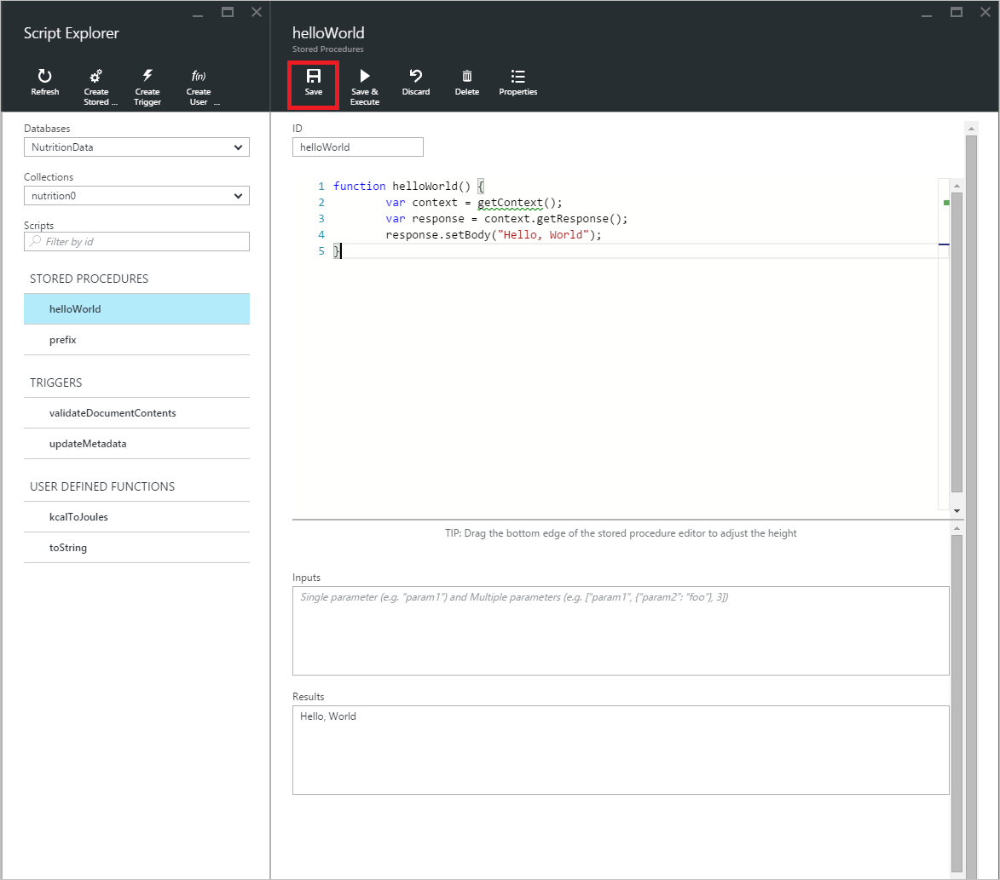 Script Explorer
Refresh
Create Stored ...
Create Trigger
f(n)
Create User ...
Databases
NutritionData
Collections
nutrition0
Scripts
Filter by id
STORED PROCEDURES
helloWorld
prefix
TRIGGERS
validateDocumentContents
updateMetadata
USER DEFINED FUNCTIONS
kcalToJoules
toString
helloWorld
Stored Procedures
Save
Save & Execute
Discard
Delete
Properties
ID
helloWorld
1 function helloWorld() {
2 var context = getContext();
3 var response = context.getResponse();
4 response.setBody("Hello, World");
5 }
TIP: Drag the bottom edge of the stored procedure editor to adjust the height
Inputs
Single parameter (e.g. “param1”) and Multiple parameters (e.g. [“param1”, {“param2”: “foo”}, 3])
Results
Hello, World